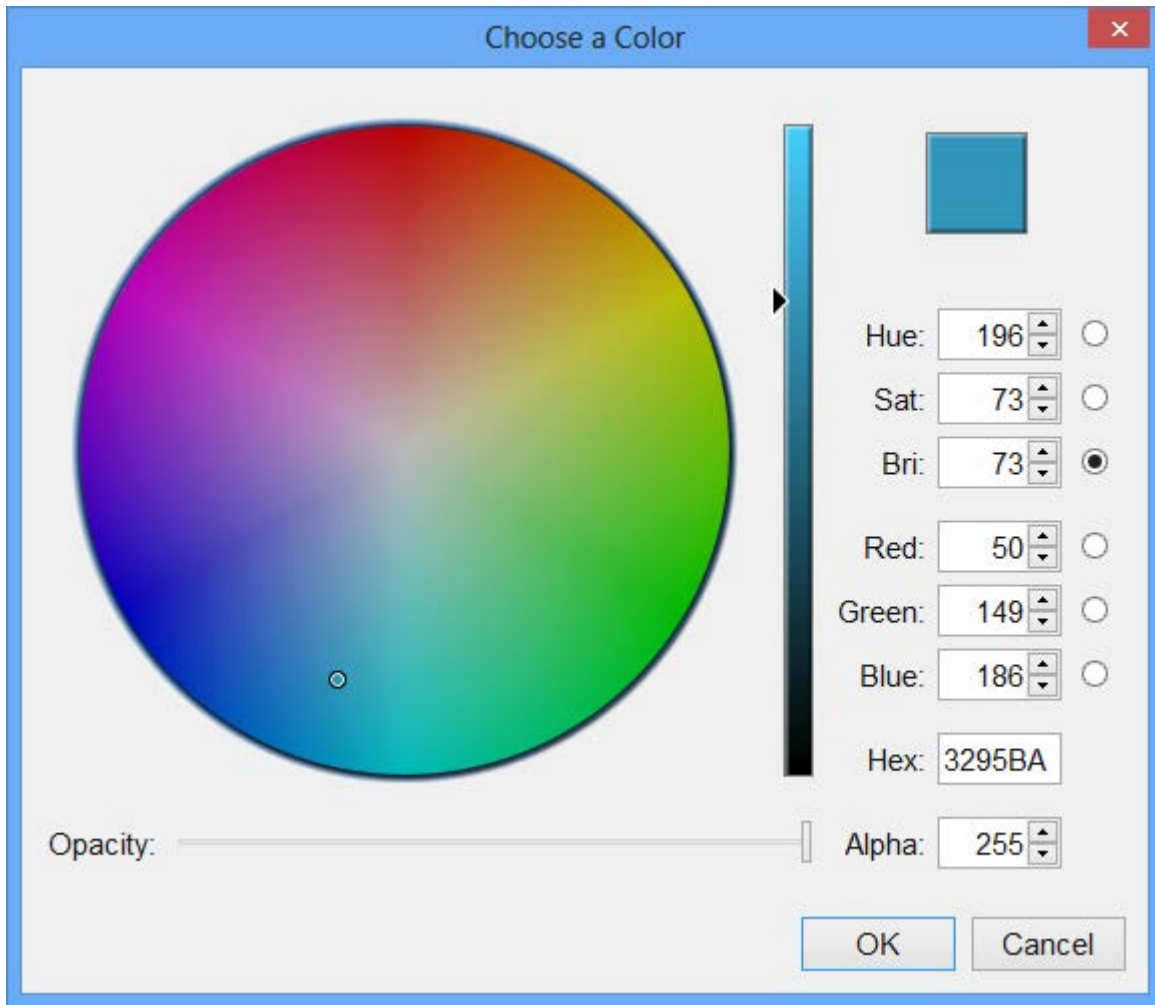 Choose a Color
Hue: 196
Sat: 73
Bri: 73
Red: 50
Green: 149
Blue: 186
Hex: 3295BA
Opacity: Alpha: 255
OK Cancel